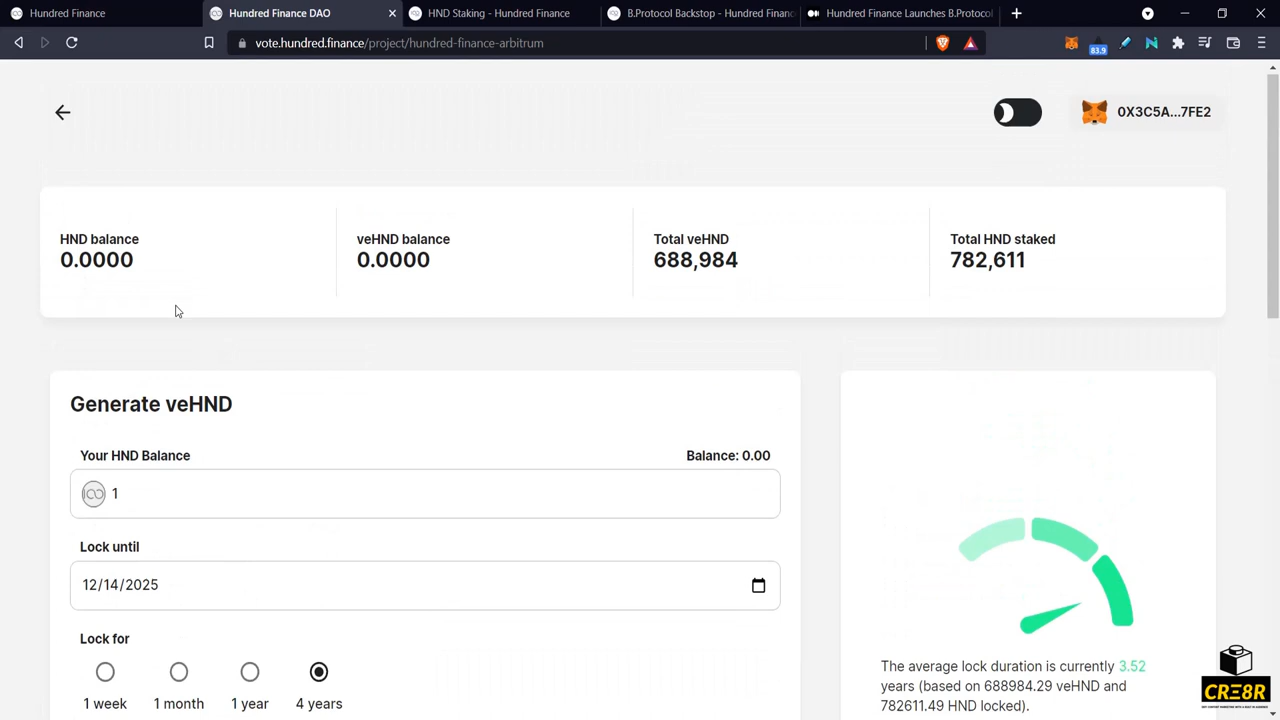 Hundred Finance
Hundred Finance DAO
HND Staking - Hundred Finance
B.Protocol Backstop - Hundred Financ
Hundred Finance Launches B.Protocol
vote.hundred.finance/project/hundred-finance-arbitrum
83.9
0X3C5A...7FE2
HND balance
0.0000
veHND balance
0.0000
Total veHND
688,984
Total HND staked
782,611
Generate veHND
Your HND Balance
Balance: 0.00
1
Lock until
12/14/2025
Lock for
1 week
1 month
1 year
4 years
The average lock duration is currently 3.52
years (based on 688984.29 veHND and
782611.49 HND locked).
CRE8R